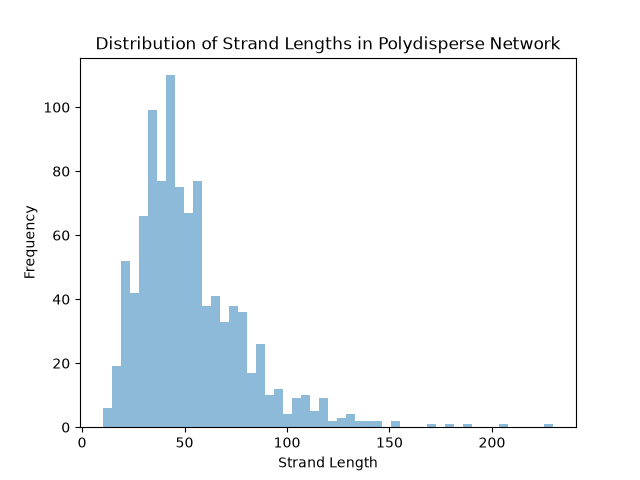 Distribution of Strand Lengths in Polydisperse Network
100
80
60
40
20
0
Frequency
0 50 100 150 200
Strand Length